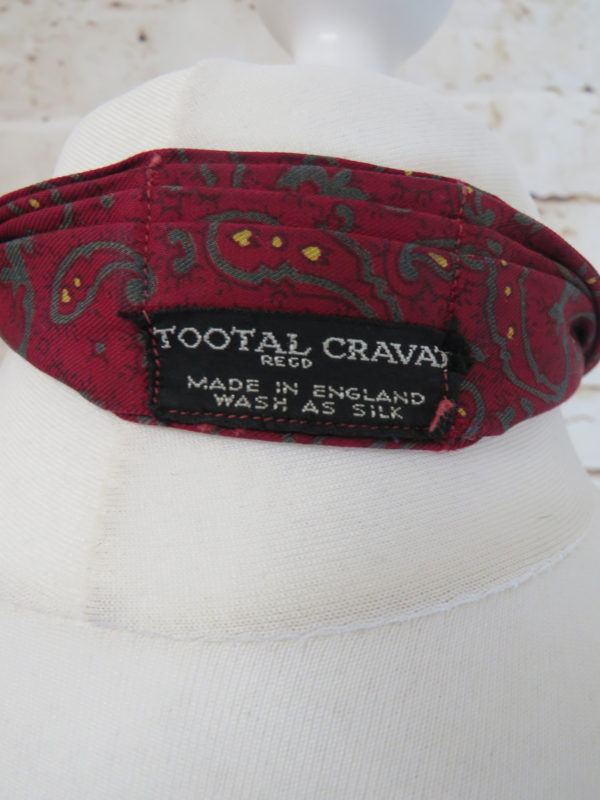 TOOTAL CRAVAT
REGD
MADE IN ENGLAND
WASH AS SILK